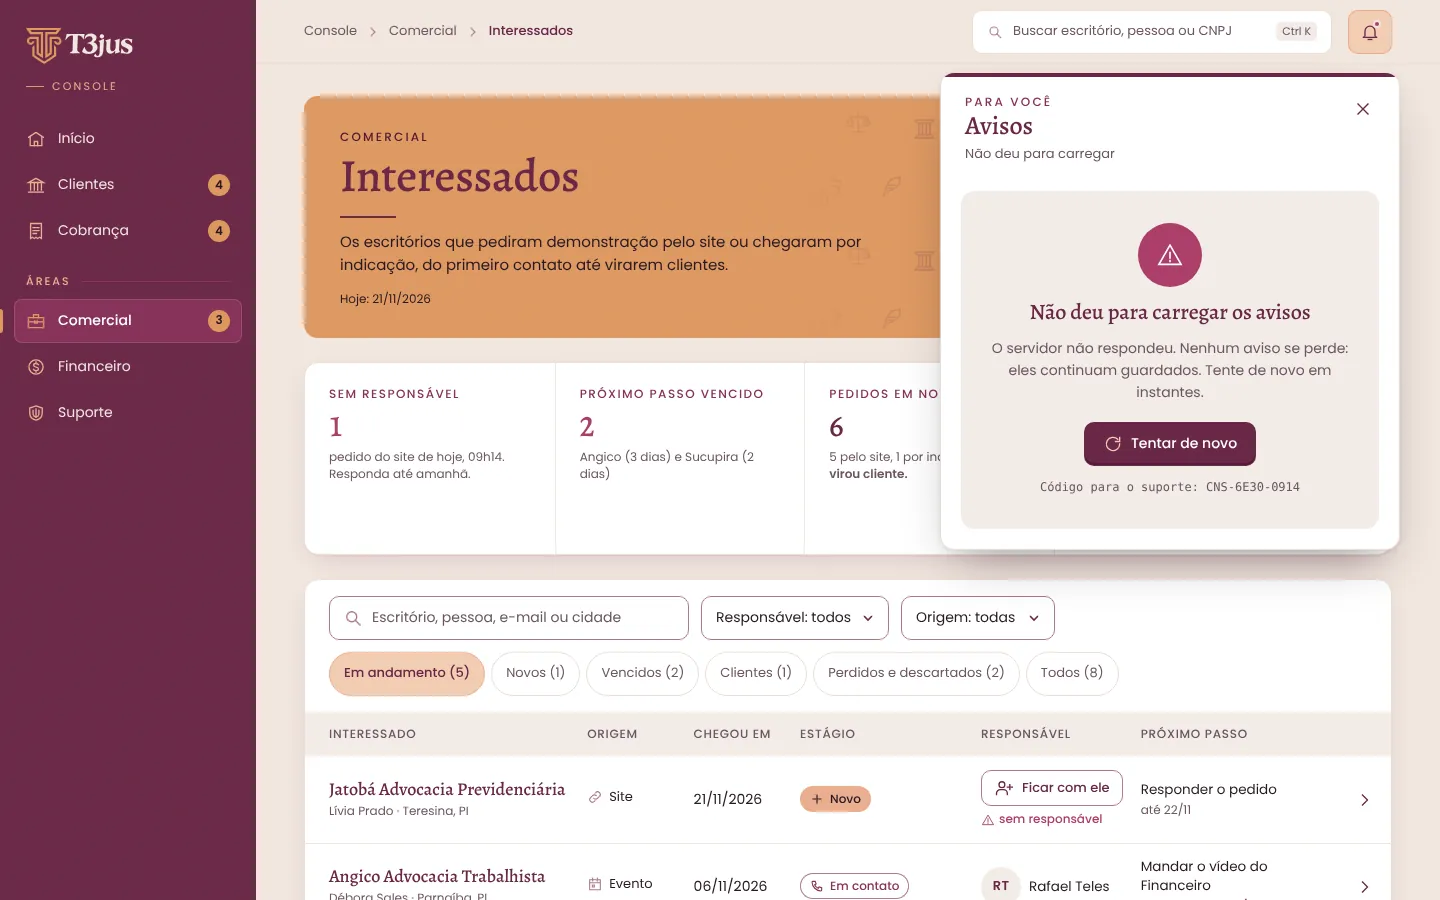 T3jus
CONSOLE
Início
Clientes 4
Cobrança 4
ÁREAS
Comercial 3
Financeiro
Suporte
Console > Comercial > Interessados
Buscar escritório, pessoa ou CNPJ Ctrl K
COMERCIAL
Interessados
Os escritórios que pediram demonstração pelo site ou chegaram por
indicação, do primeiro contato até virarem clientes.
Hoje: 21/11/2026
PARA VOCÊ
Avisos
Não deu para carregar
Não deu para carregar os avisos
O servidor não respondeu. Nenhum aviso se perde:
eles continuam guardados. Tente de novo em
instantes.
Tentar de novo
Código para o suporte: CNS-6E30-0914
SEM RESPONSÁVEL
1
pedido do site de hoje, 09h14.
Responda até amanhã.
PRÓXIMO PASSO VENCIDO
2
Angico (3 dias) e Sucupira (2
dias)
PEDIDOS EM NO
6
5 pelo site, 1 por in
virou cliente.
Escritório, pessoa, e-mail ou cidade
Responsável: todos
Origem: todas
Em andamento (5)
Novos (1)
Vencidos (2)
Clientes (1)
Perdidos e descartados (2)
Todos (8)
INTERESSADO ORIGEM CHEGOU EM ESTÁGIO RESPONSÁVEL PRÓXIMO PASSO
Jatobá Advocacia Previdenciária
Lívia Prado · Teresina, PI
Site
21/11/2026
Novo
Ficar com ele
sem responsável
Responder o pedido
até 22/11
Angico Advocacia Trabalhista
Débora Sales · Parnaíba, PI
Evento
06/11/2026
Em contato
RT Rafael Teles
Mandar o vídeo do
Financeiro